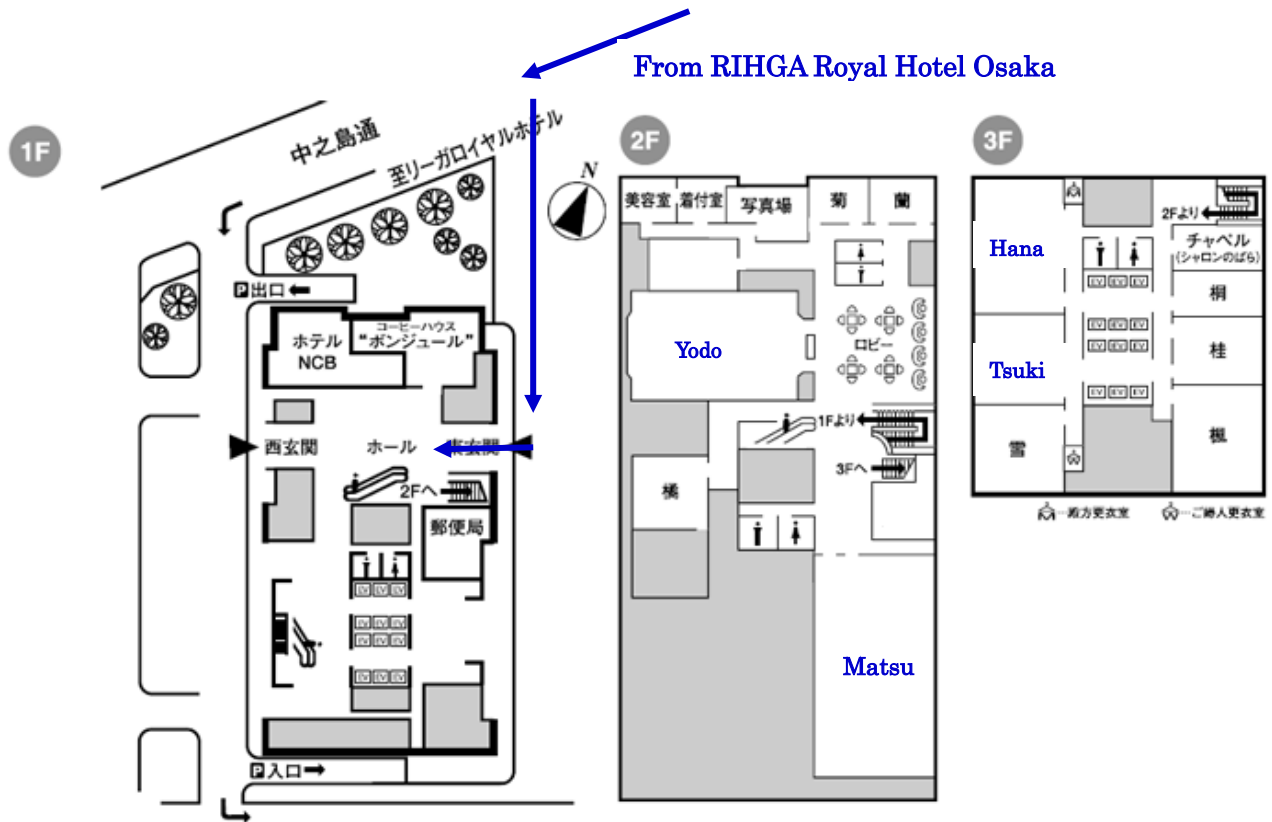 From RIHGA Royal Hotel Osaka
1F
中之島通
至リーガロイヤルホテル
N
P出口
ホテル
NCB
コーヒーハウス
“ボンジュール”
西玄関
ホール
東玄関
2Fへ
郵便局
EV EV EV
EV EV EV
EV EV EV
EV EV EV
P入口
2F
美容室
着付室
写真場
菊
蘭
Yodo
ロビー
1Fより
3Fへ
橘
Matsu
3F
2Fより
Hana
チャペル
(シャロンのばら)
EV EV EV
桐
EV EV EV
EV EV EV
桂
Tsuki
EV EV EV
雪
楓
殿方更衣室
ご婦人更衣室